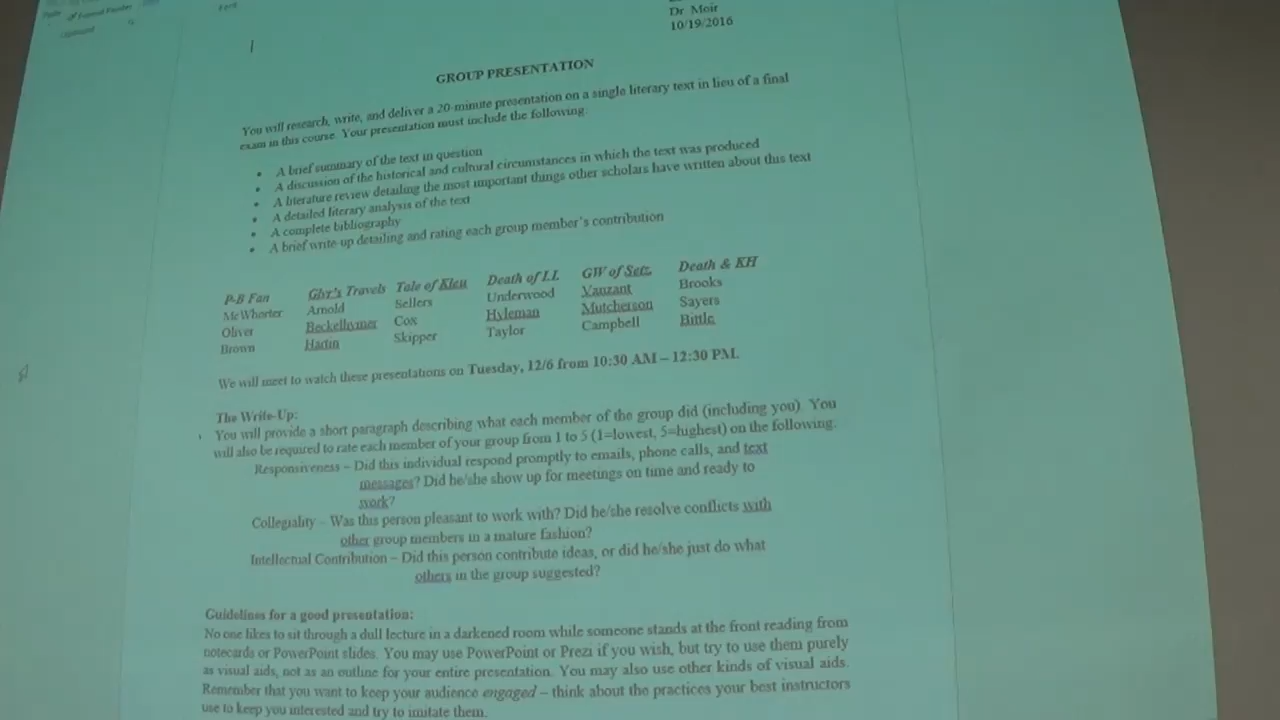 Dr Moir
10/19/2016
GROUP PRESENTATION
You will research, write, and deliver a 20-minute presentation on a single literary text in lieu of a final
exam in this course. Your presentation must include the following:
• A brief summary of the text in question
• A discussion of the historical and cultural circumstances in which the text was produced
• A literature review detailing the most important things other scholars have written about this text
• A detailed literary analysis of the text
• A complete bibliography
• A brief write-up detailing and rating each group member's contribution
P-B Fan Glvr's Travels Tale of Kieu Death of I.I. GW of Setz. Death & KH
McWhorter Arnold Sellers Underwood Vanzant Brooks
Oliver Beckelhymer Cox Hyleman Mutcherson Sayers
Brown Hardin Skipper Taylor Campbell Bittle
We will meet to watch these presentations on Tuesday, 12/6 from 10:30 AM – 12:30 PM.
The Write-Up:
You will provide a short paragraph describing what each member of the group did (including you). You
will also be required to rate each member of your group from 1 to 5 (1=lowest, 5=highest) on the following:
Responsiveness – Did this individual respond promptly to emails, phone calls, and text
messages? Did he/she show up for meetings on time and ready to
work?
Collegiality – Was this person pleasant to work with? Did he/she resolve conflicts with
other group members in a mature fashion?
Intellectual Contribution – Did this person contribute ideas, or did he/she just do what
others in the group suggested?
Guidelines for a good presentation:
No one likes to sit through a dull lecture in a darkened room while someone stands at the front reading from
notecards or PowerPoint slides. You may use PowerPoint or Prezi if you wish, but try to use them purely
as visual aids, not as an outline for your entire presentation. You may also use other kinds of visual aids.
Remember that you want to keep your audience engaged – think about the practices your best instructors
use to keep you interested and try to imitate them.